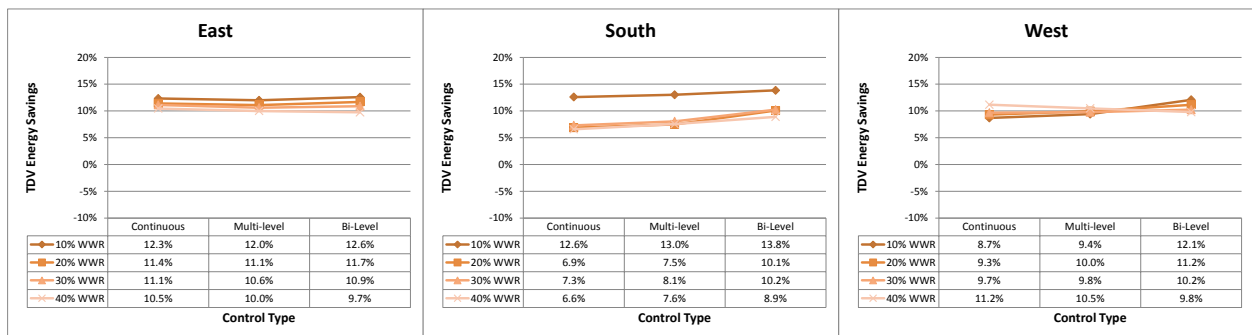 East
TDV Energy Savings
20%
15%
10%
5%
0%
-5%
-10%
Continuous Multi-level Bi-Level
10% WWR 12.3% 12.0% 12.6%
20% WWR 11.4% 11.1% 11.7%
30% WWR 11.1% 10.6% 10.9%
40% WWR 10.5% 10.0% 9.7%
Control Type
South
TDV Energy Savings
20%
15%
10%
5%
0%
-5%
-10%
Continuous Multi-level Bi-Level
10% WWR 12.6% 13.0% 13.8%
20% WWR 6.9% 7.5% 10.1%
30% WWR 7.3% 8.1% 10.2%
40% WWR 6.6% 7.6% 8.9%
Control Type
West
TDV Energy Savings
20%
15%
10%
5%
0%
-5%
-10%
Continuous Multi-level Bi-Level
10% WWR 8.7% 9.4% 12.1%
20% WWR 9.3% 10.0% 11.2%
30% WWR 9.7% 9.8% 10.2%
40% WWR 11.2% 10.5% 9.8%
Control Type